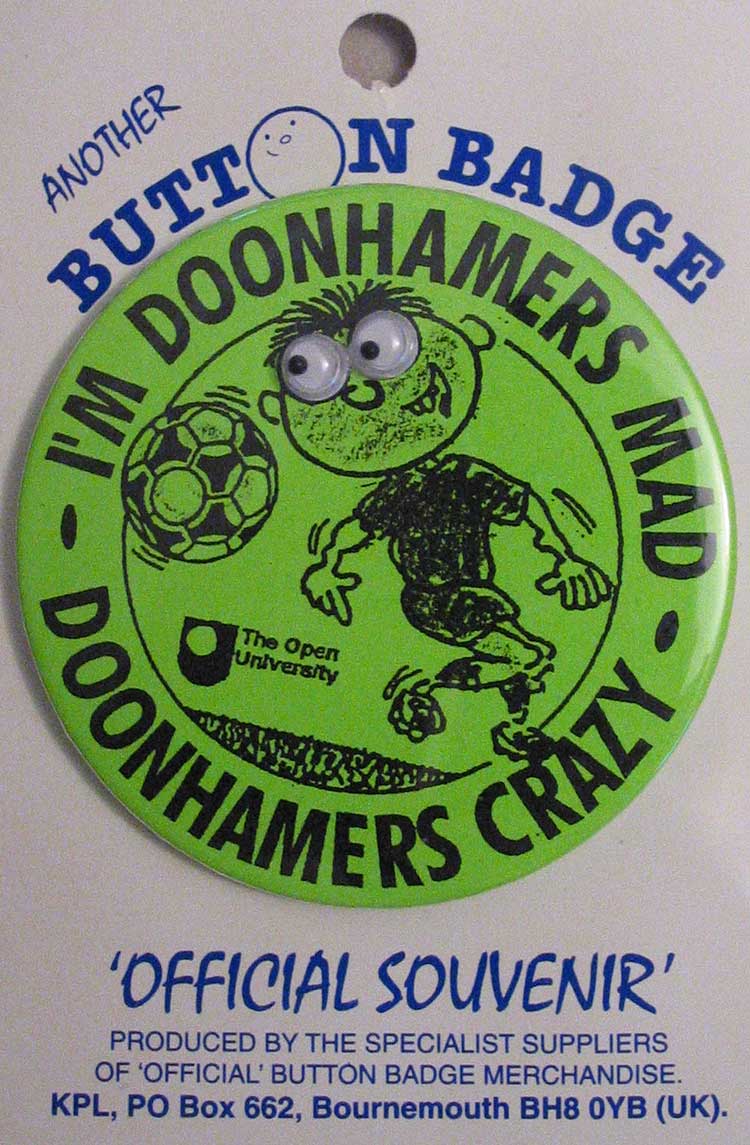 ANOTHER
BUTTON BADGE
I'M DOONHAMERS MAD
The Open
University
DOONHAMERS CRAZY
'OFFICIAL SOUVENIR'
PRODUCED BY THE SPECIALIST SUPPLIERS
OF 'OFFICIAL' BUTTON BADGE MERCHANDISE.
KPL, PO Box 662, Bournemouth BH8 0YB (UK).